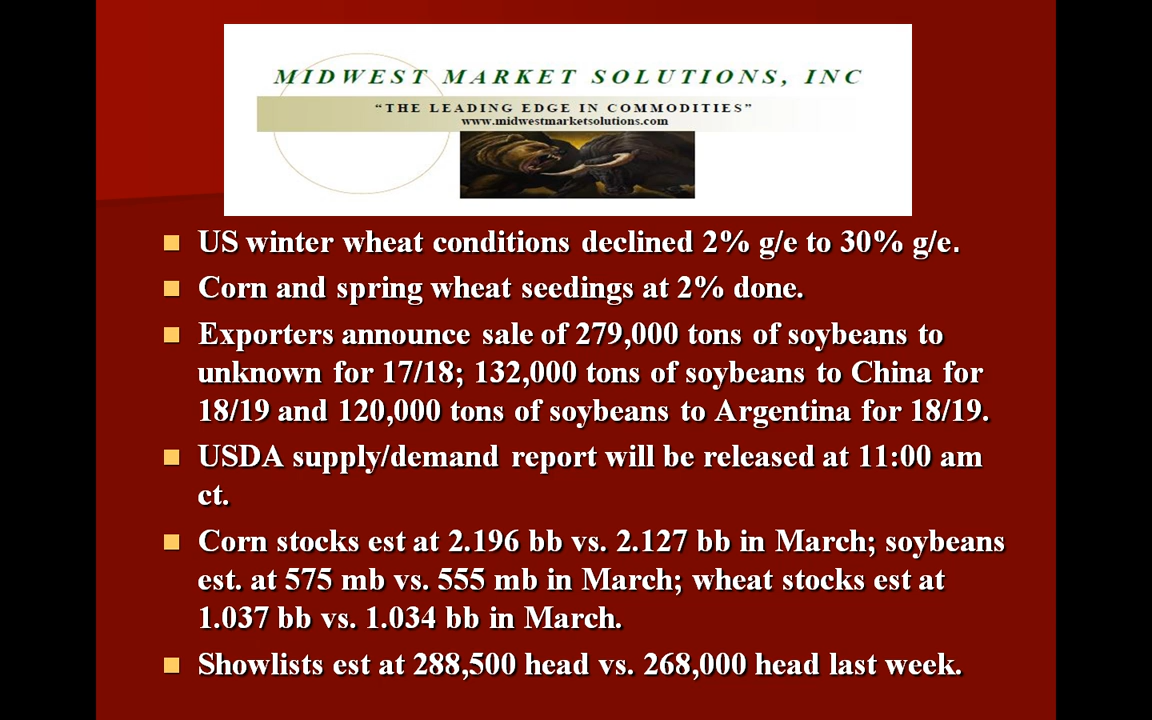 MIDWEST MARKET SOLUTIONS, INC
"THE LEADING EDGE IN COMMODITIES"
www.midwestmarketsolutions.com
US winter wheat conditions declined 2% g/e to 30% g/e.
Corn and spring wheat seedings at 2% done.
Exporters announce sale of 279,000 tons of soybeans to
unknown for 17/18; 132,000 tons of soybeans to China for
18/19 and 120,000 tons of soybeans to Argentina for 18/19.
USDA supply/demand report will be released at 11:00 am
ct.
Corn stocks est at 2.196 bb vs. 2.127 bb in March; soybeans
est. at 575 mb vs. 555 mb in March; wheat stocks est at
1.037 bb vs. 1.034 bb in March.
Showlists est at 288,500 head vs. 268,000 head last week.